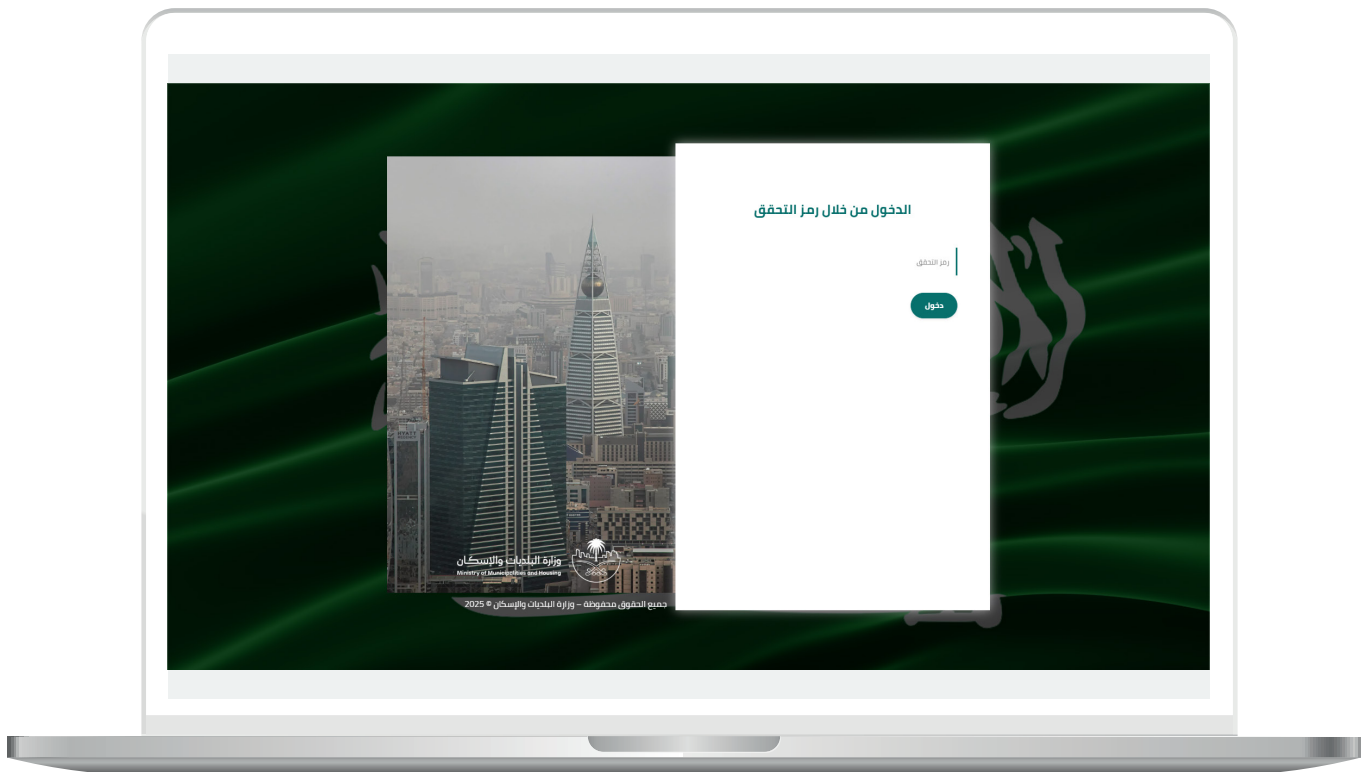 الدخول من خلال رمز التحقق
رمز التحقق
دخول
HYATT
وزارة البلديات والإسكان
Ministry of Municipalities and Housing
جميع الحقوق محفوظة – وزارة البلديات والإسكان © 2025